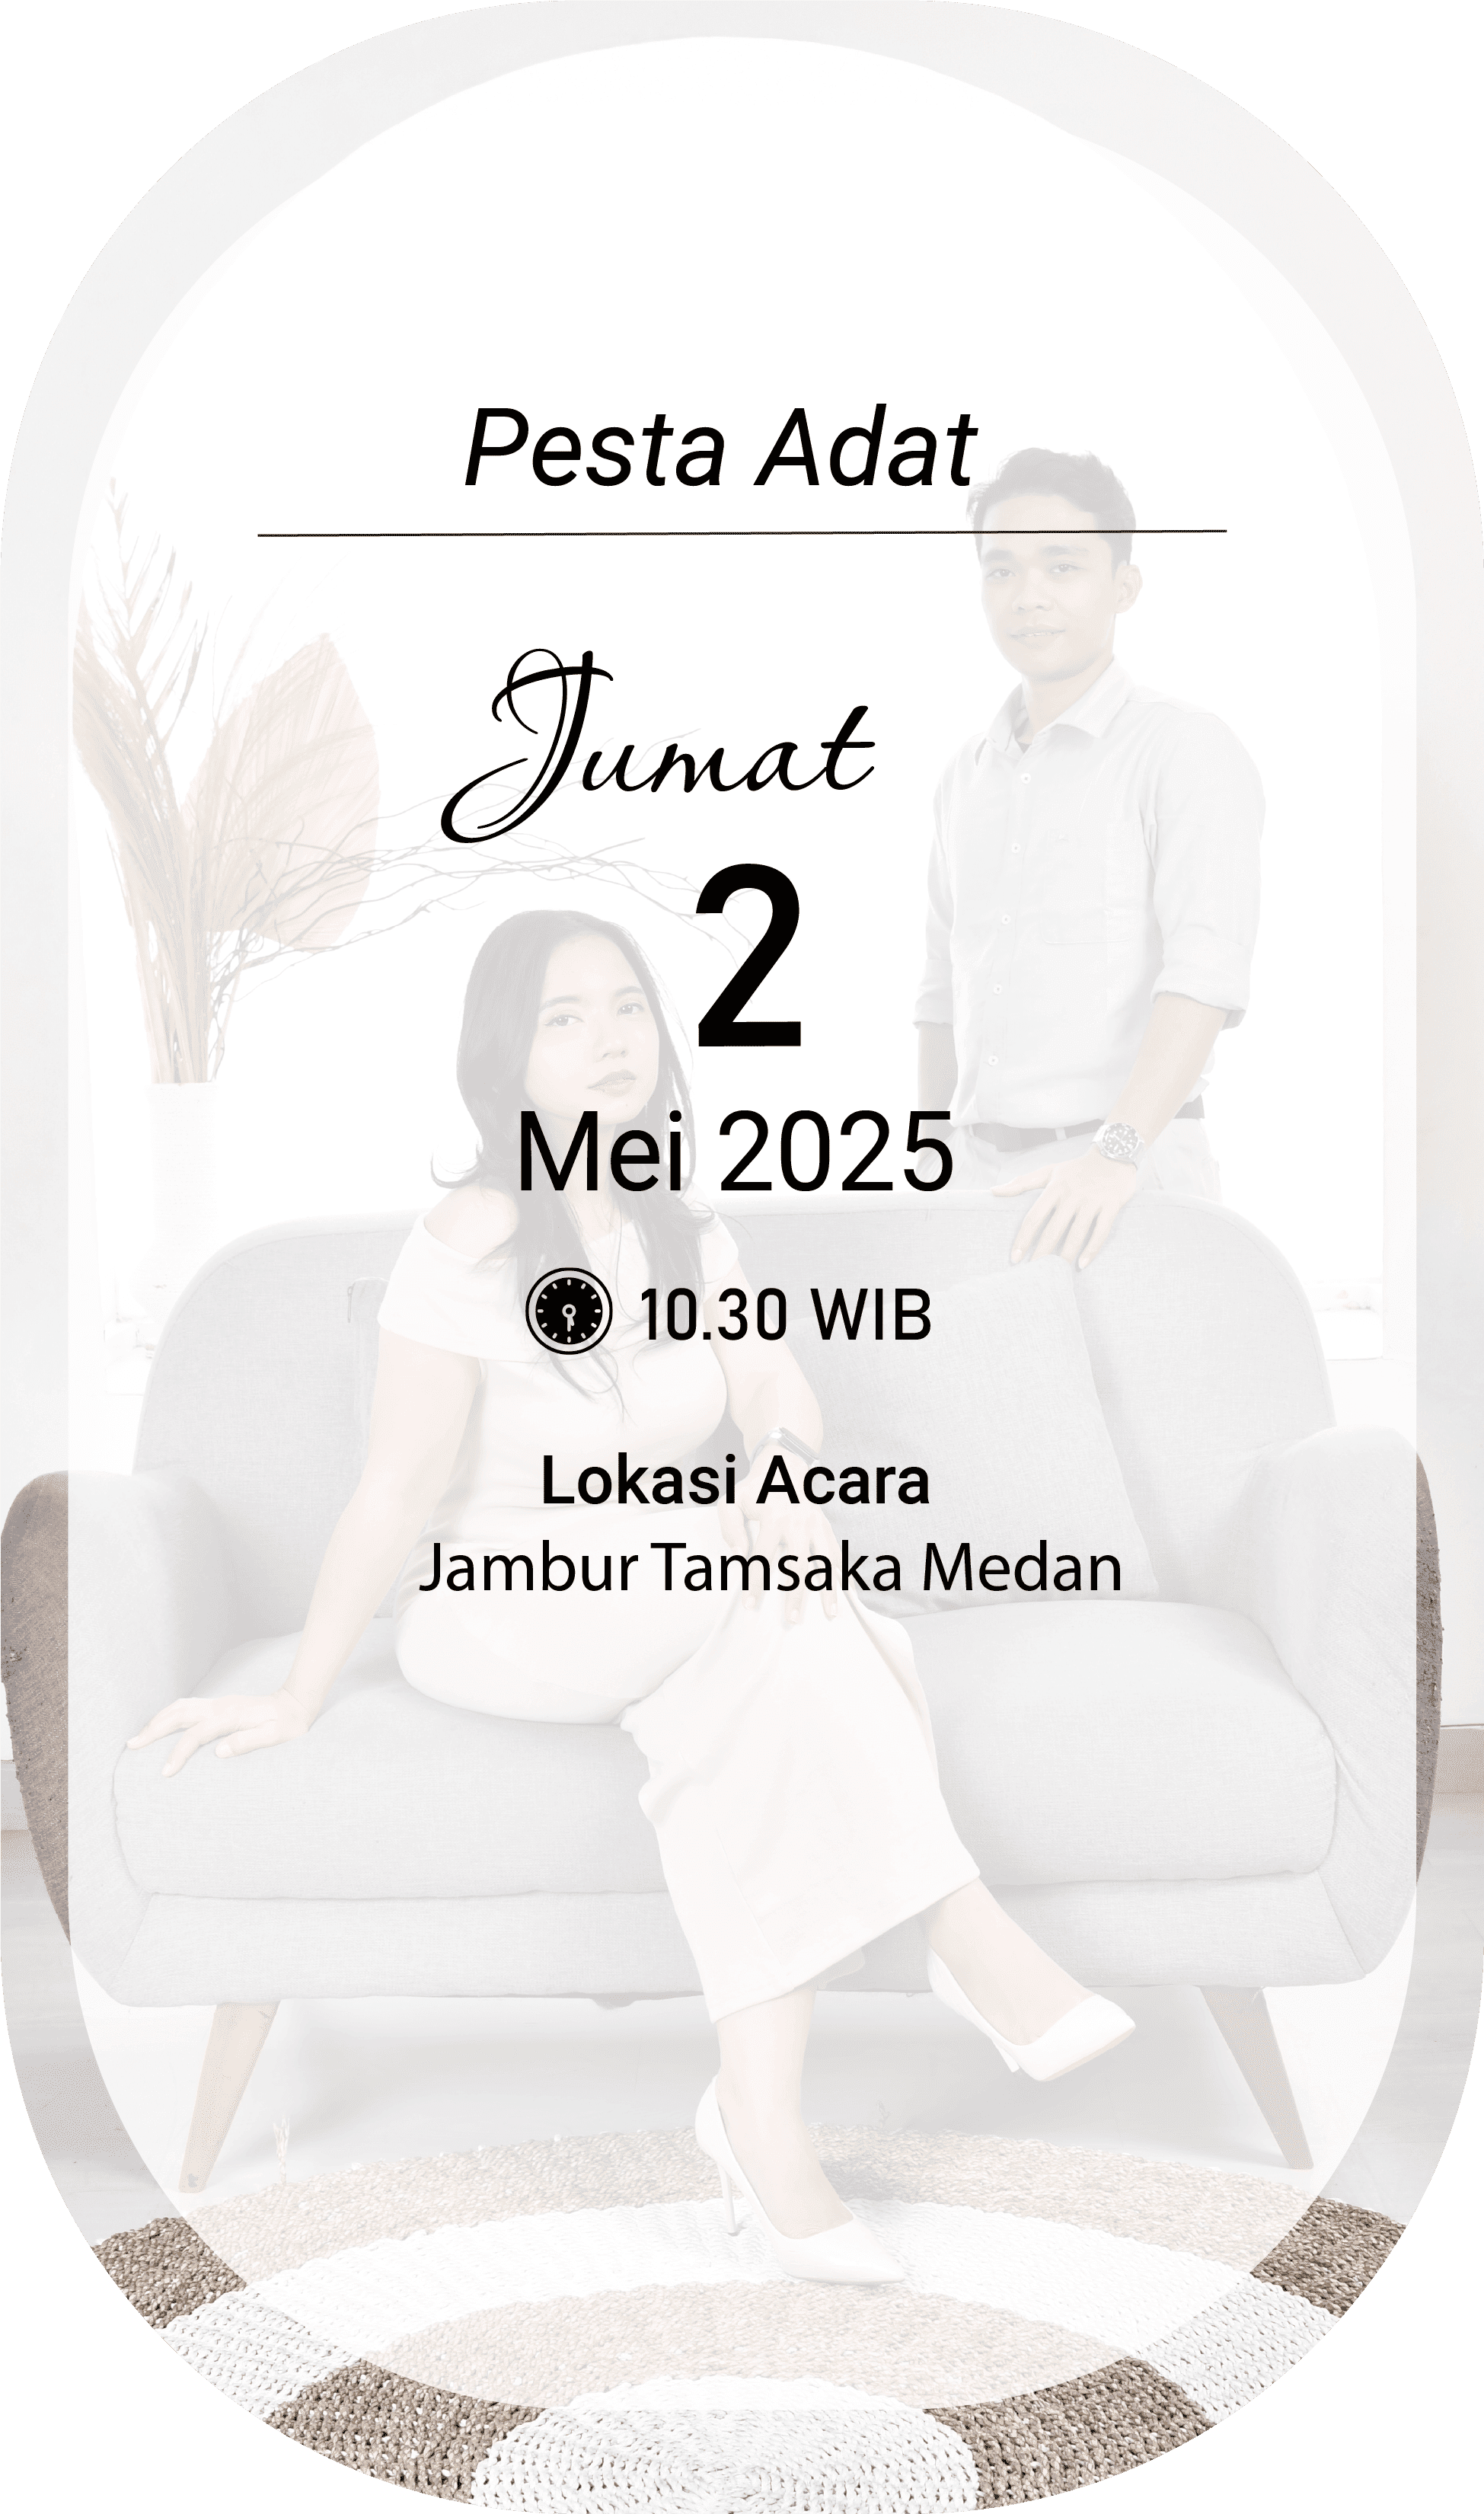 Pesta Adat
Jumat
2
Mei 2025
10.30 WIB
Lokasi Acara
Jambur Tamsaka Medan